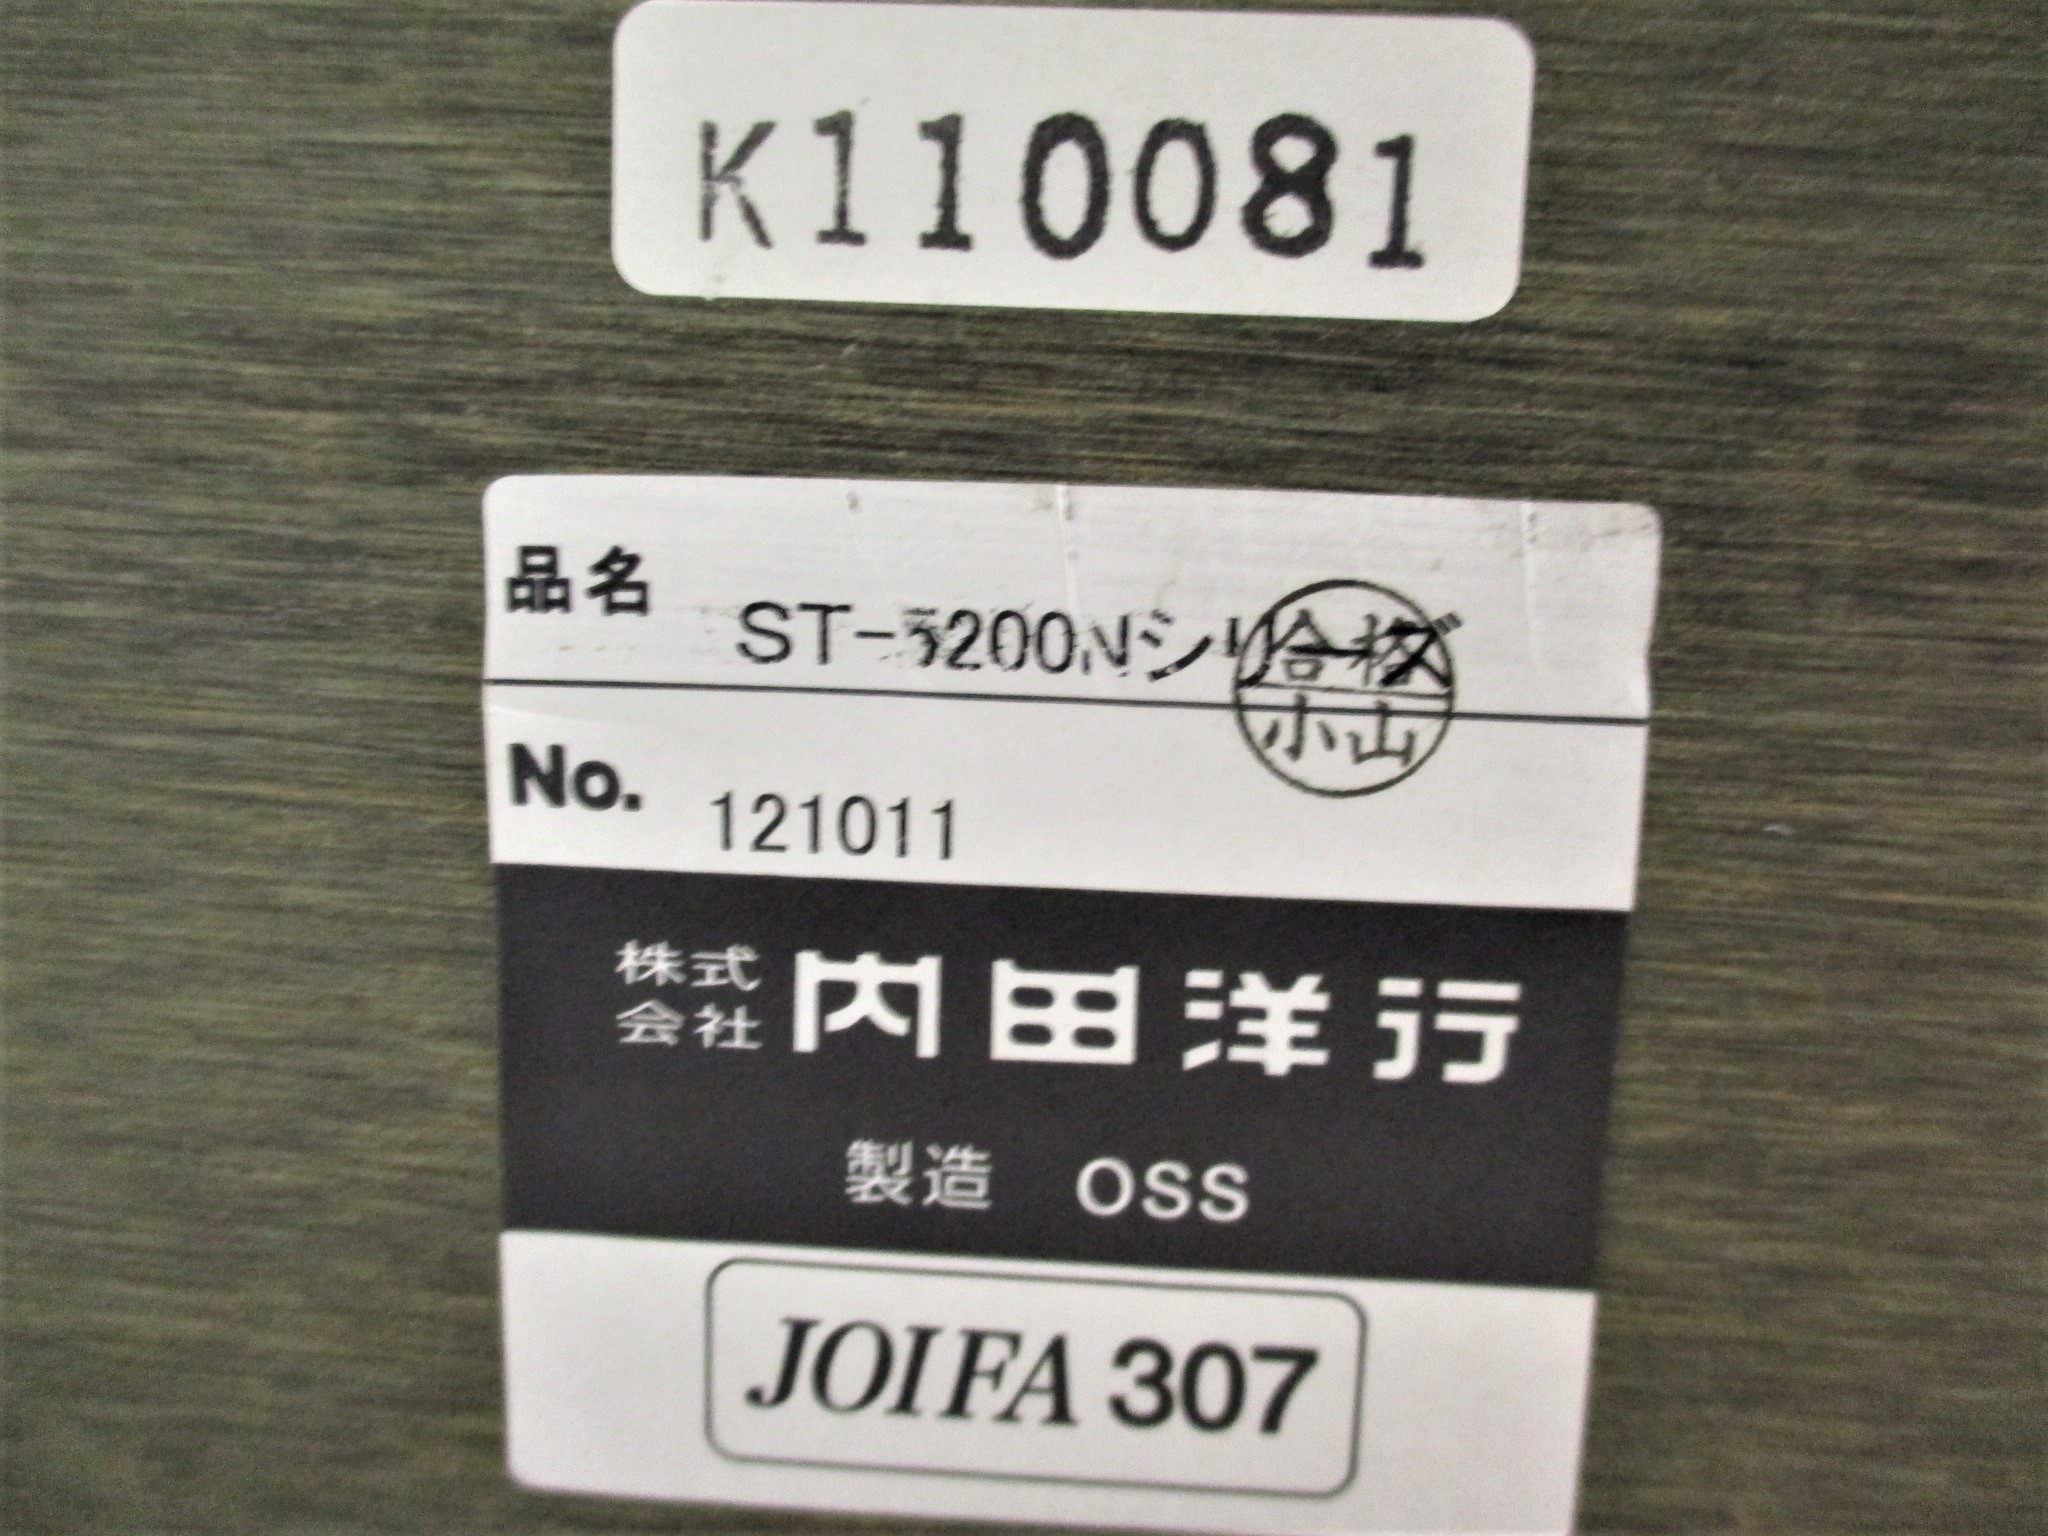 K110081
品名 ST-5200Nシリーズ
合格
小山
No. 121011
株式会社 内田洋行
製造 OSS
JOIFA 307